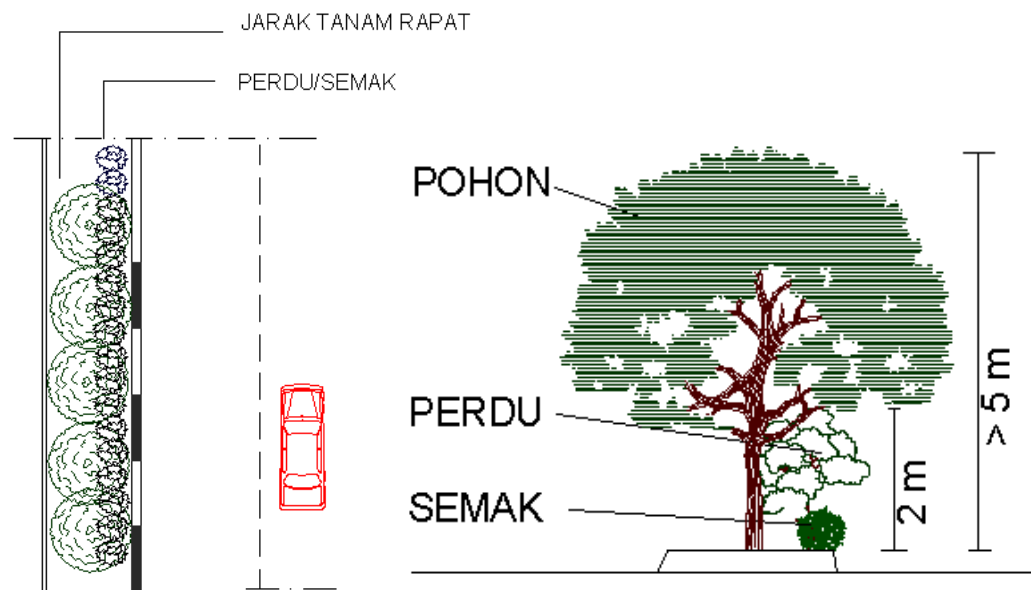 JARAK TANAM RAPAT
PERDU/SEMAK
POHON
PERDU
SEMAK
2 m
> 5 m